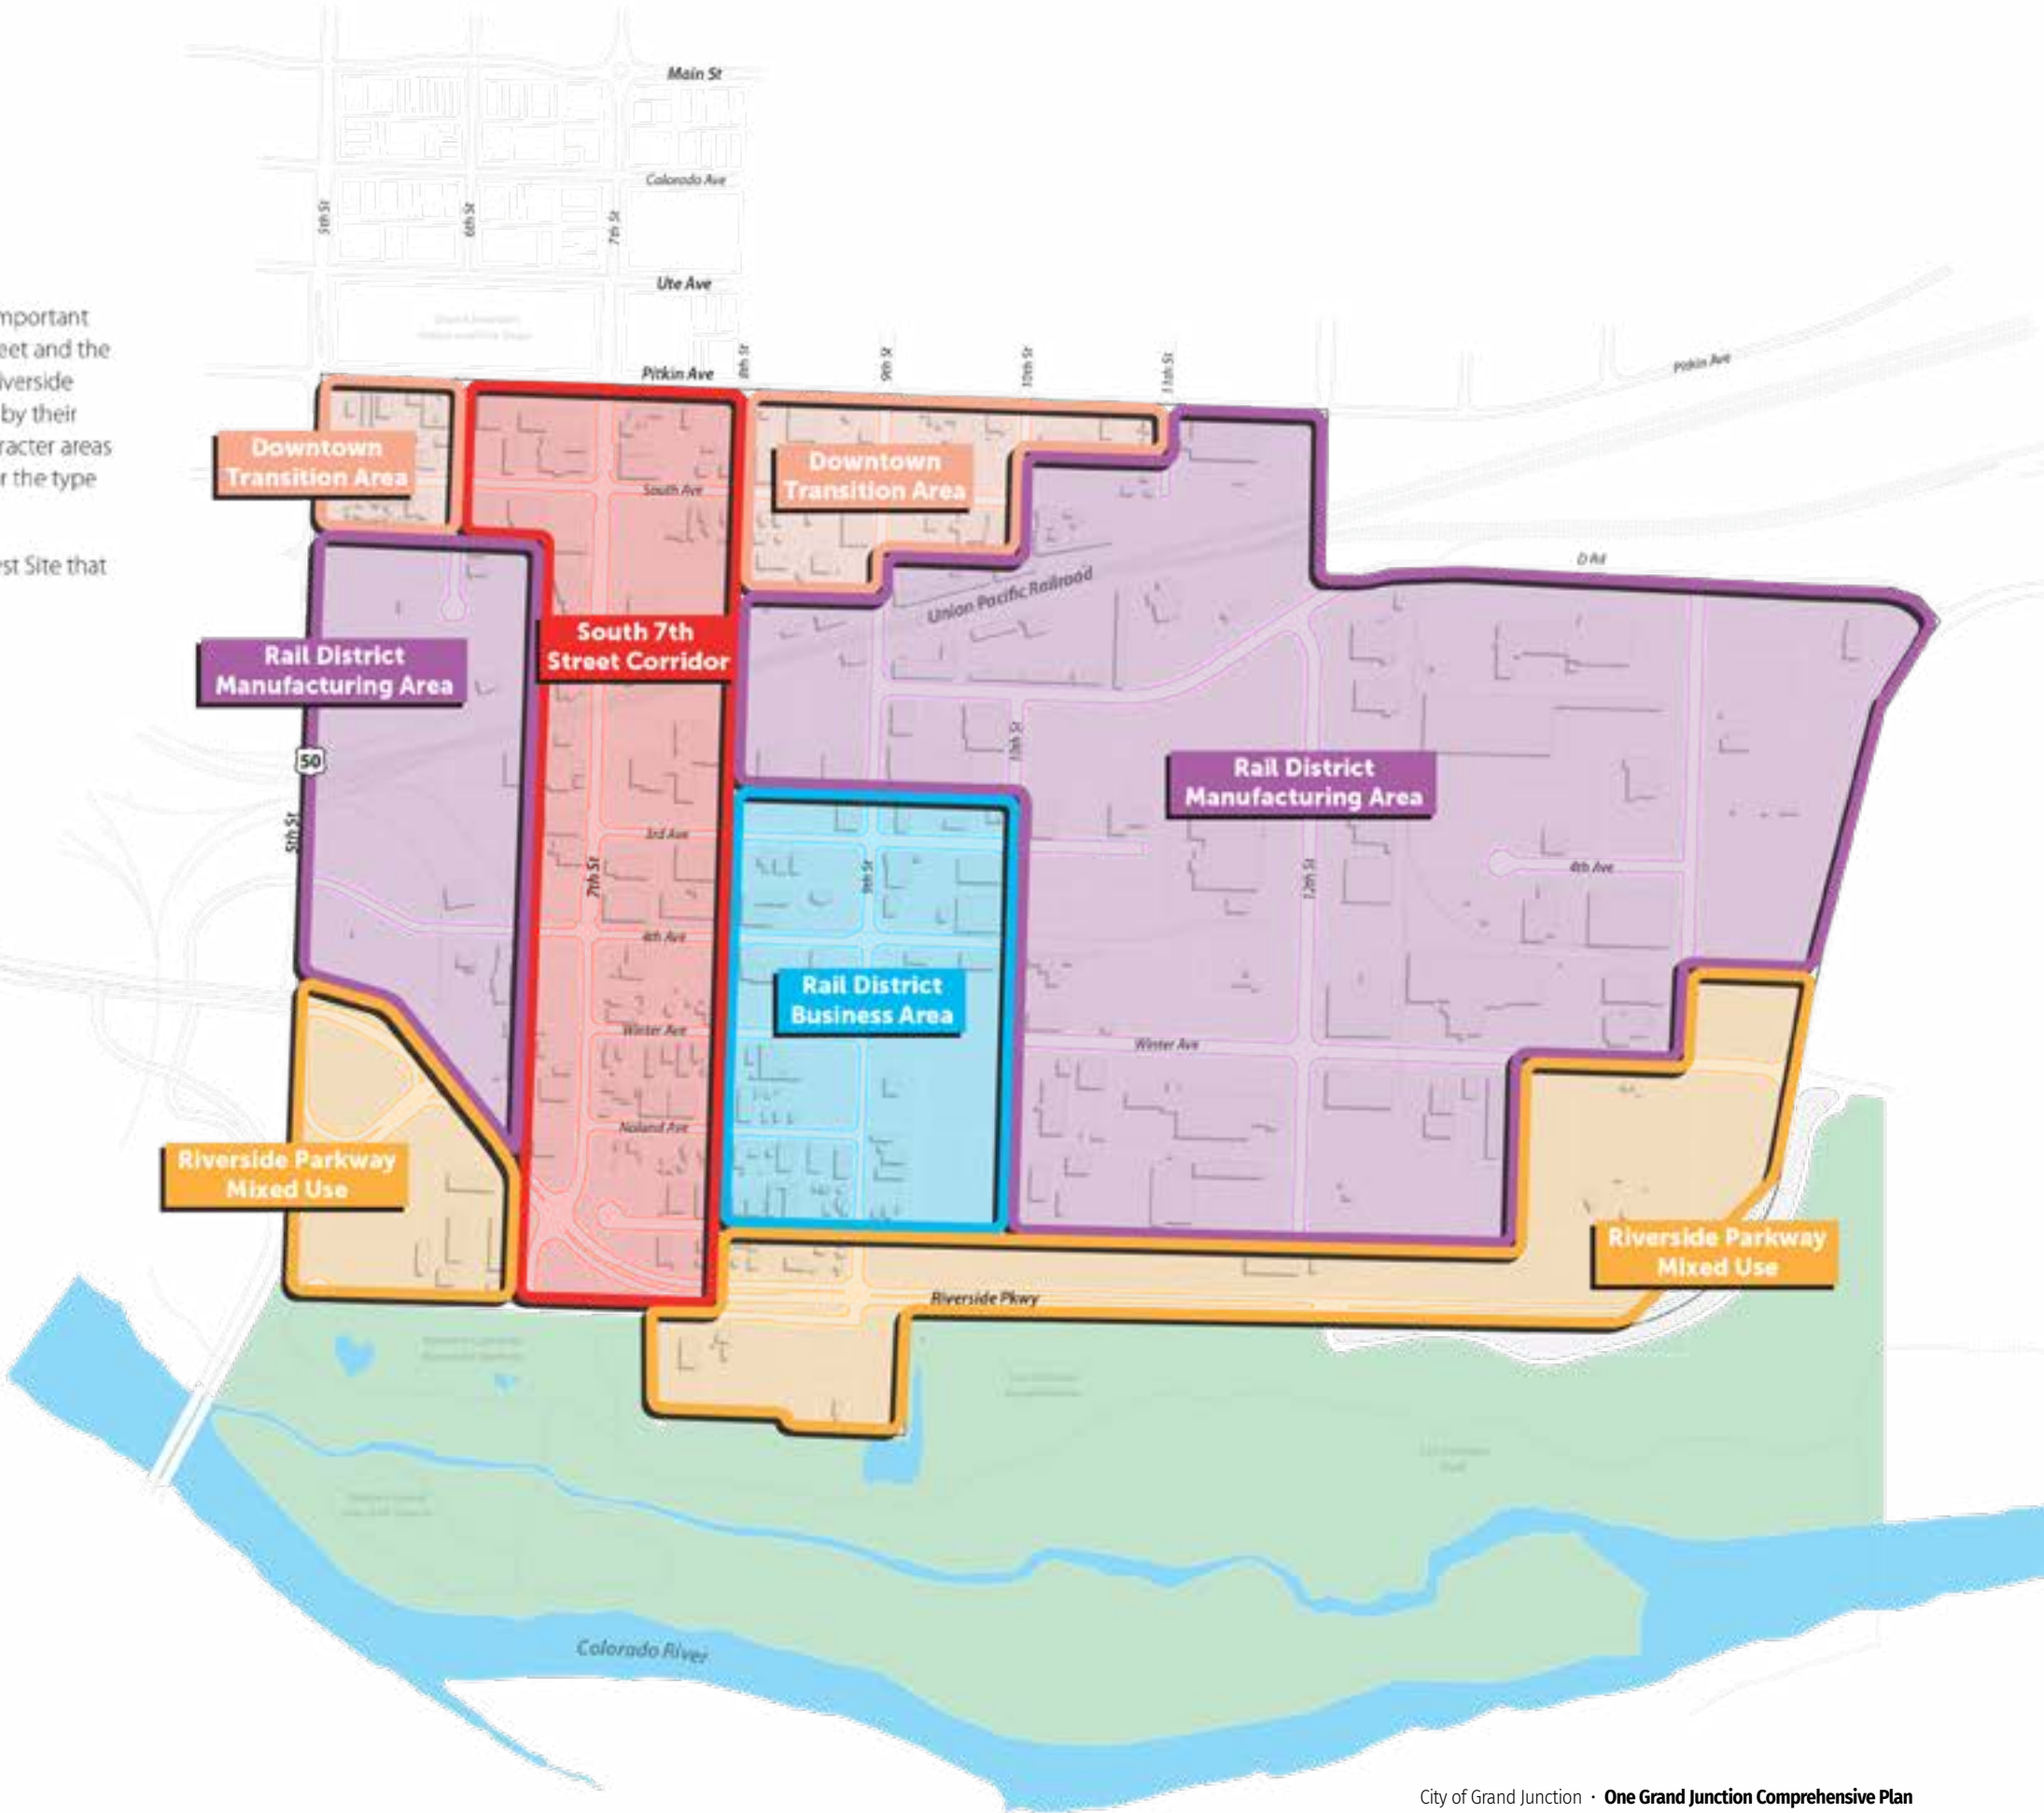 Main St
Colorado Ave
5th St
6th St
7th St
Ute Ave
mportant
eet and the
iverside
by their
racter areas
r the type
st Site that
Pitkin Ave
8th St
9th St
10th St
11th St
Pitkin Ave
Downtown
Transition Area
Downtown
Transition Area
South Ave
D Rd
Union Pacific Railroad
South 7th
Street Corridor
Rail District
Manufacturing Area
50
5th St
10th St
Rail District
Manufacturing Area
3rd Ave
7th St
9th St
12th St
4th Ave
4th Ave
Rail District
Business Area
Winter Ave
Winter Ave
Noland Ave
Riverside Parkway
Mixed Use
Riverside Parkway
Mixed Use
Riverside Pkwy
Colorado River
City of Grand Junction · One Grand Junction Comprehensive Plan